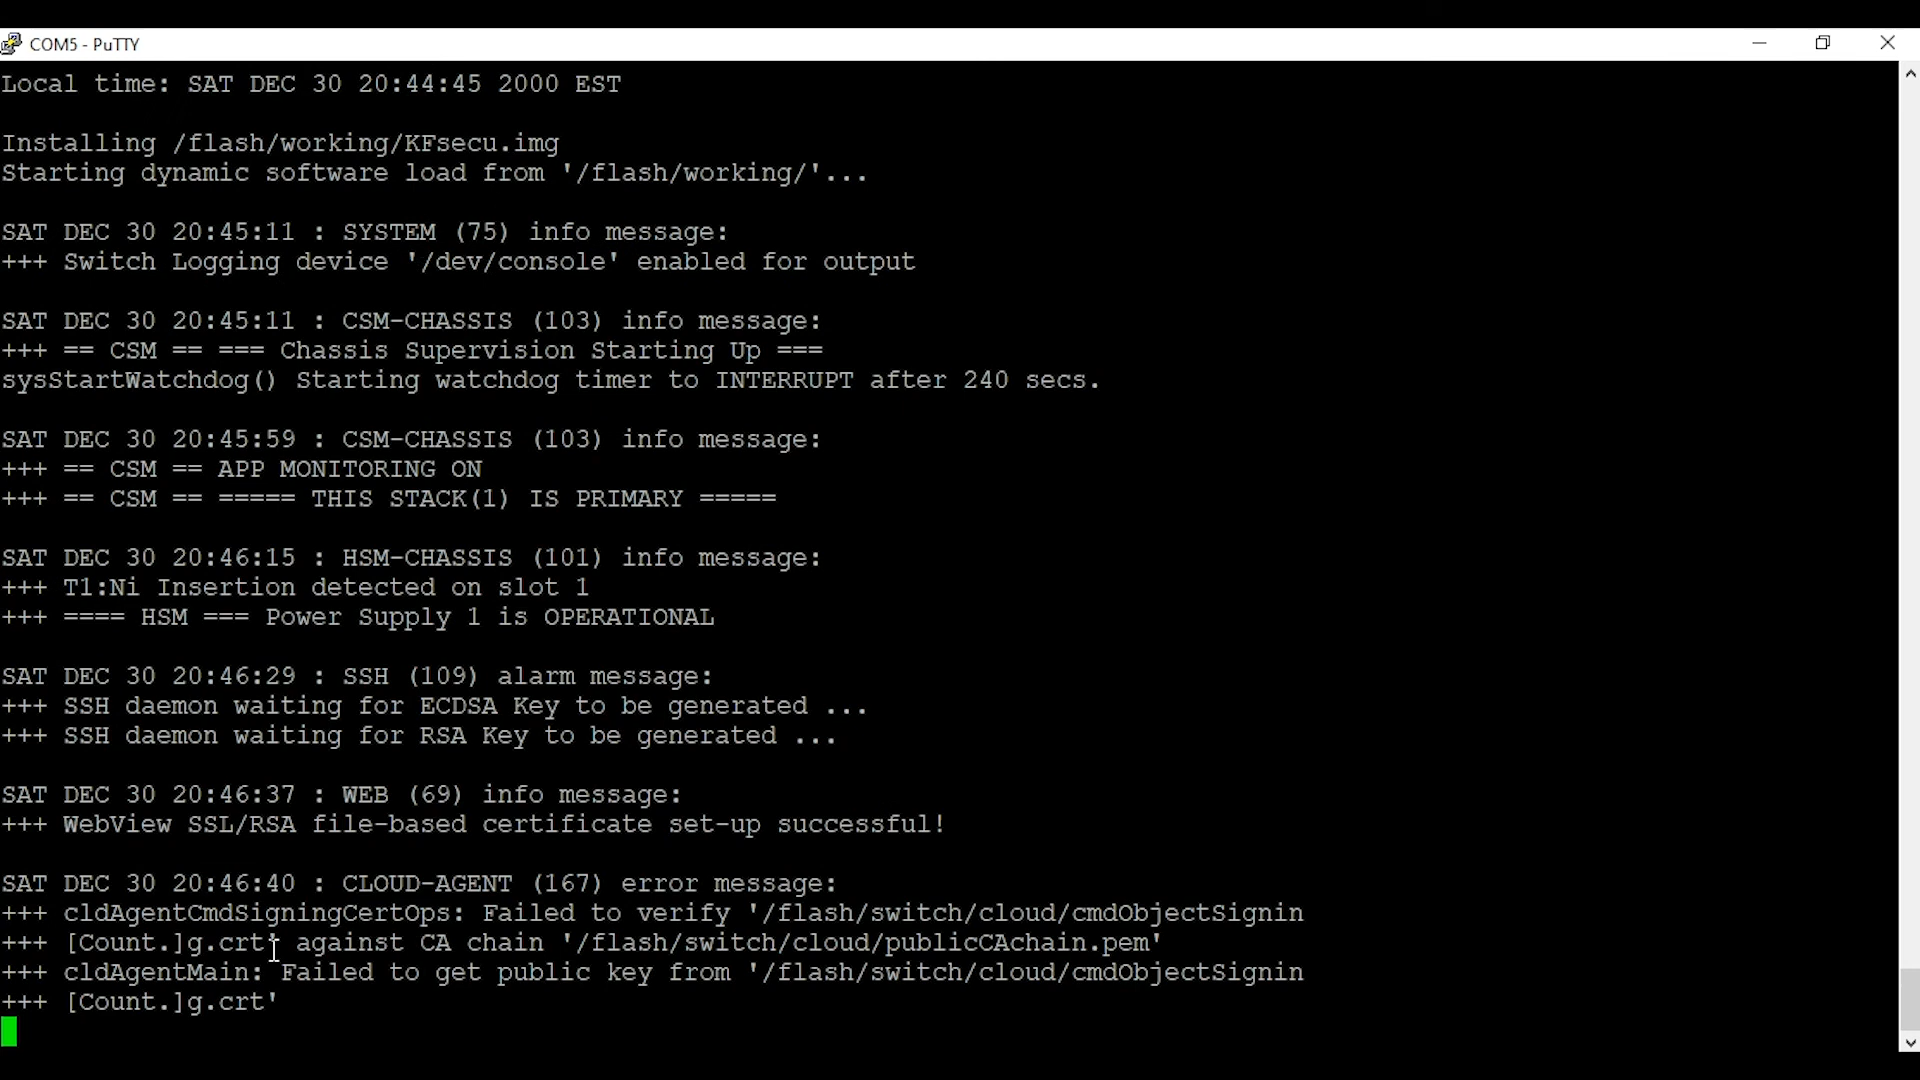 COM5 - PuTTY
Local time: SAT DEC 30 20:44:45 2000 EST
Installing /flash/working/KFsecu.img
Starting dynamic software load from '/flash/working/'...
SAT DEC 30 20:45:11 : SYSTEM (75) info message:
+++ Switch Logging device '/dev/console' enabled for output
SAT DEC 30 20:45:11 : CSM-CHASSIS (103) info message:
+++ == CSM == === Chassis Supervision Starting Up ===
sysStartWatchdog() Starting watchdog timer to INTERRUPT after 240 secs.
SAT DEC 30 20:45:59 : CSM-CHASSIS (103) info message:
+++ == CSM == APP MONITORING ON
+++ == CSM == ===== THIS STACK(1) IS PRIMARY =====
SAT DEC 30 20:46:15 : HSM-CHASSIS (101) info message:
+++ T1:Ni Insertion detected on slot 1
+++ ==== HSM === Power Supply 1 is OPERATIONAL
SAT DEC 30 20:46:29 : SSH (109) alarm message:
+++ SSH daemon waiting for ECDSA Key to be generated ...
+++ SSH daemon waiting for RSA Key to be generated ...
SAT DEC 30 20:46:37 : WEB (69) info message:
+++ WebView SSL/RSA file-based certificate set-up successful!
SAT DEC 30 20:46:40 : CLOUD-AGENT (167) error message:
+++ cldAgentCmdSigningCertOps: Failed to verify '/flash/switch/cloud/cmdObjectSignin
+++ [Count.]g.crt' against CA chain '/flash/switch/cloud/publicCAchain.pem'
+++ cldAgentMain: Failed to get public key from '/flash/switch/cloud/cmdObjectSignin
+++ [Count.]g.crt'